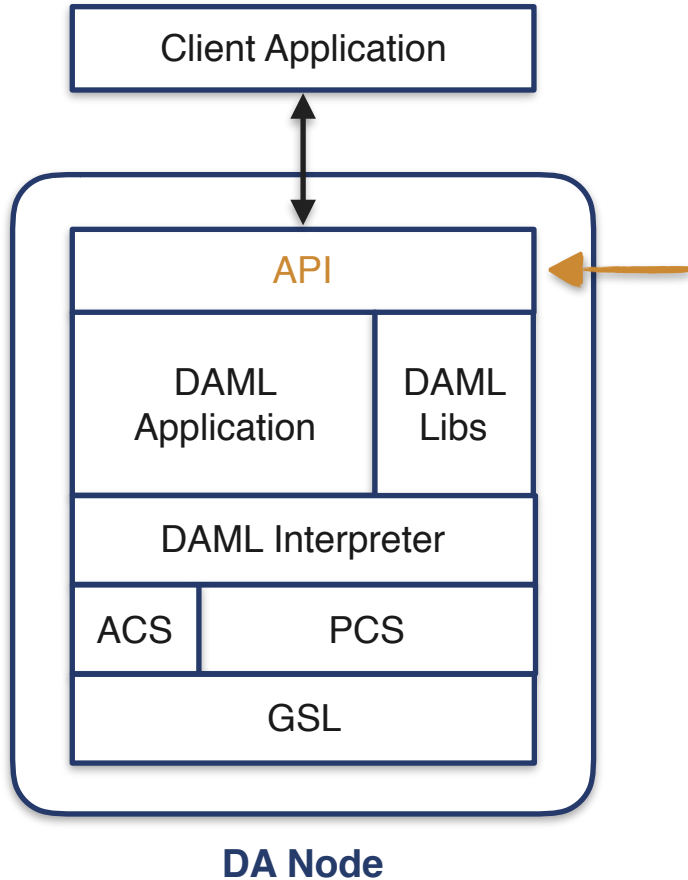 Client Application
API
DAML
Application
DAML
Libs
DAML Interpreter
ACS
PCS
GSL
DA Node